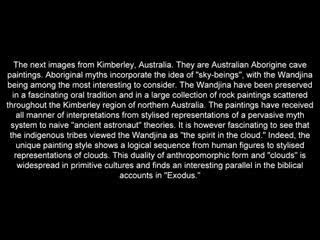 The next images from Kimberley, Australia. They are Australian Aborigine cave
paintings. Aboriginal myths incorporate the idea of "sky-beings", with the Wandjina
being among the most interesting to consider. The Wandjina have been preserved
in a fascinating oral tradition and in a large collection of rock paintings scattered
throughout the Kimberley region of northern Australia. The paintings have received
all manner of interpretations from stylised representations of a pervasive myth
system to naive "ancient astronaut" theories. It is however fascinating to see that
the indigenous tribes viewed the Wandjina as "the spirit in the cloud." Indeed, the
unique painting style shows a logical sequence from human figures to stylised
representations of clouds. This duality of anthropomorphic form and "clouds" is
widespread in primitive cultures and finds an interesting parallel in the biblical
accounts in "Exodus."